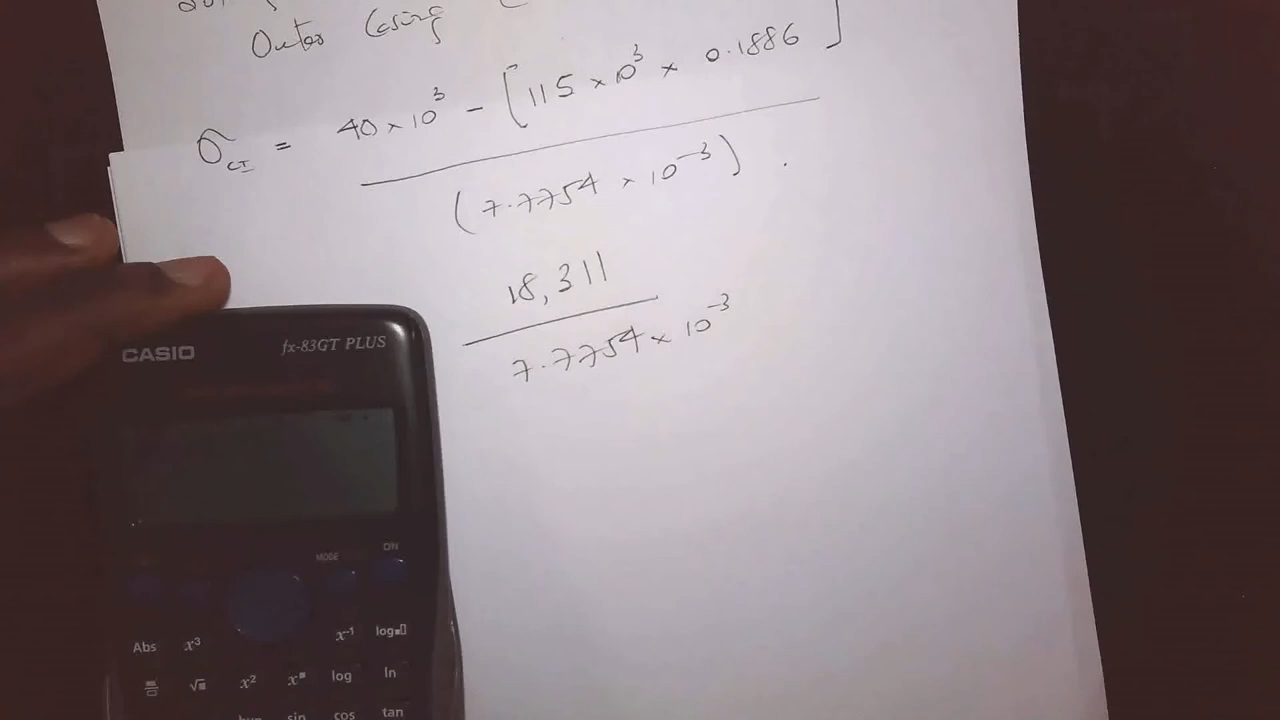 Outer Casing
σCI = 40 × 10³ - [115 × 10³ × 0.1886]
(7.7754 × 10⁻³) .
18,311
7.7754 × 10⁻³
CASIO fx-83GT PLUS
MODE ON
Abs x³ x⁻¹ log
x² log ln
sin cos tan